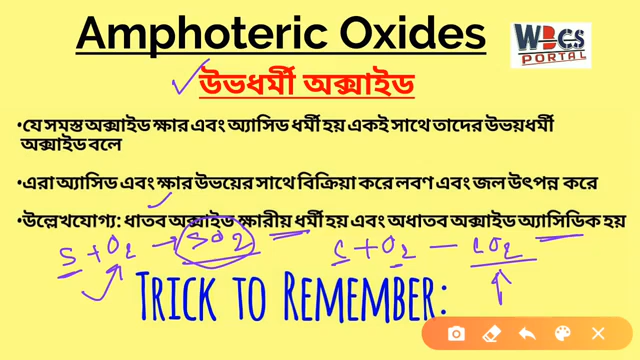 Amphoteric Oxides
WBCS
PORTAL
উভধর্মী অক্সাইড
•যে সমস্ত অক্সাইড ক্ষার এবং অ্যাসিড ধর্মী হয় একই সাথে তাদের উভয়ধর্মী
অক্সাইড বলে
•এরা অ্যাসিড এবং ক্ষার উভয়ের সাথে বিক্রিয়া করে লবণ এবং জল উৎপন্ন করে
•উল্লেখযোগ্য: ধাতব অক্সাইড ক্ষারীয় ধর্মী হয় এবং অধাতব অক্সাইড অ্যাসিডিক হয়
S + O2 → SO2
C + O2 — CO2
TRICK TO REMEMBER: